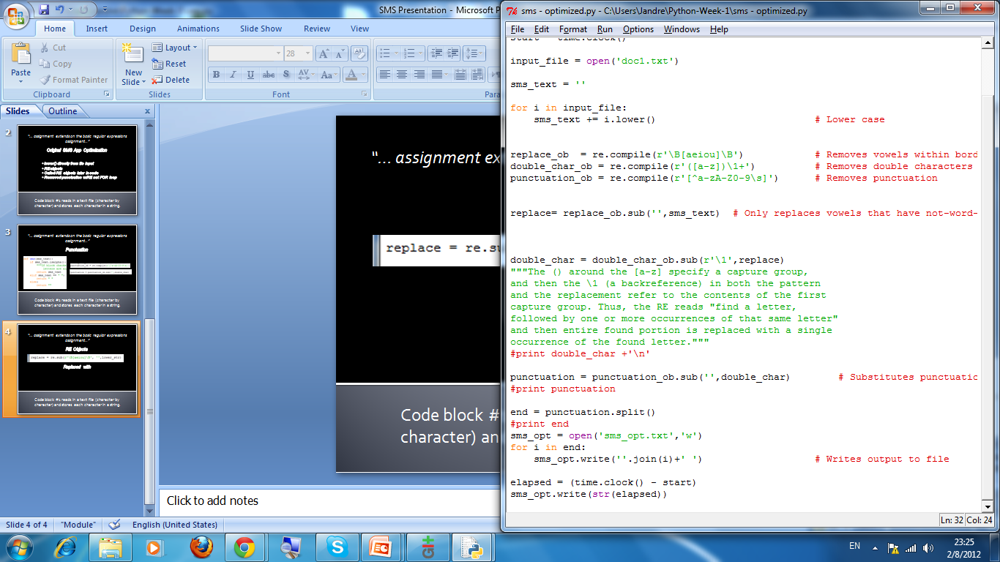 SMS Presentation - Microsoft P
Home Insert Design Animations Slide Show Review View
Paste
Cut
Copy
Format Painter
Clipboard
New
Slide
Layout
Reset
Delete
Slides
28
B I U abc S AV Aa A
Font
Para
Slides Outline x
2
"... assignment extends on the basic regular expressions
assignment..."
Original SMS App Optimization
Code block #1 reads in a text file (character by
character) and stores each character in a string.
3
"... assignment extends on the basic regular expressions
assignment..."
Punctuation
Code block #1 reads in a text file (character by
character) and stores each character in a string.
4
"... assignment extends on the basic regular expressions
assignment..."
RE Objects
Replaced with
Code block #1 reads in a text file (character by
character) and stores each character in a string.
"... assignment ex
replace = re.su
Code block #
character) an
Click to add notes
Slide 4 of 4 "Module" English (United States)
sms - optimized.py - C:\Users\Jandre\Python-Week-1\sms - optimized.py
File Edit Format Run Options Windows Help
start = time.clock()
input_file = open('doc1.txt')
sms_text = ''
for i in input_file:
    sms_text += i.lower() # Lower case
replace_ob  = re.compile(r'\B[aeiou]\B') # Removes vowels within bord
double_char_ob = re.compile(r'([a-z])\1+') # Removes double characters
punctuation_ob = re.compile(r'[^a-zA-Z0-9\s]') # Removes punctuation
replace= replace_ob.sub('',sms_text)  # Only replaces vowels that have not-word-
double_char = double_char_ob.sub(r'\1',replace)
"""The () around the [a-z] specify a capture group,
and then the \1 (a backreference) in both the pattern
and the replacement refer to the contents of the first
capture group. Thus, the RE reads "find a letter,
followed by one or more occurrences of that same letter"
and then entire found portion is replaced with a single
occurrence of the found letter."""
#print double_char +'\n'
punctuation = punctuation_ob.sub('',double_char) # Substitutes punctuatio
#print punctuation
end = punctuation.split()
#print end
sms_opt = open('sms_opt.txt','w')
for i in end:
    sms_opt.write(''.join(i)+' ') # Writes output to file
elapsed = (time.clock() - start)
sms_opt.write(str(elapsed))
Ln: 32 Col: 24
EN
23:25
2/8/2012